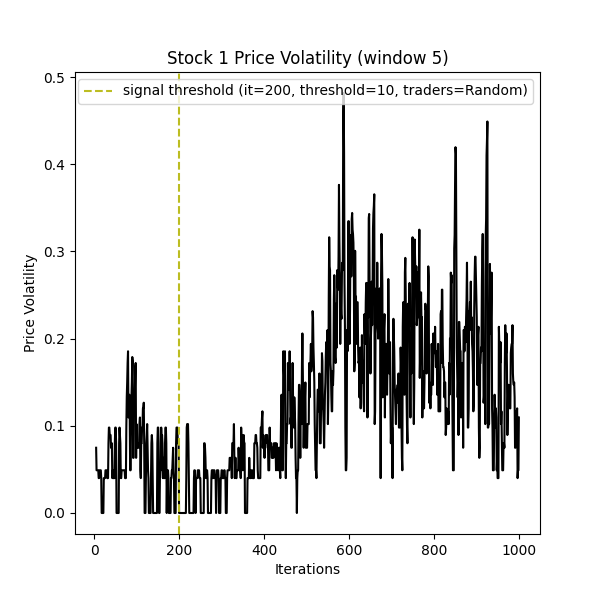 Stock 1 Price Volatility (window 5)
signal threshold (it=200, threshold=10, traders=Random)
Price Volatility
0.5
0.4
0.3
0.2
0.1
0.0
0 200 400 600 800 1000
Iterations